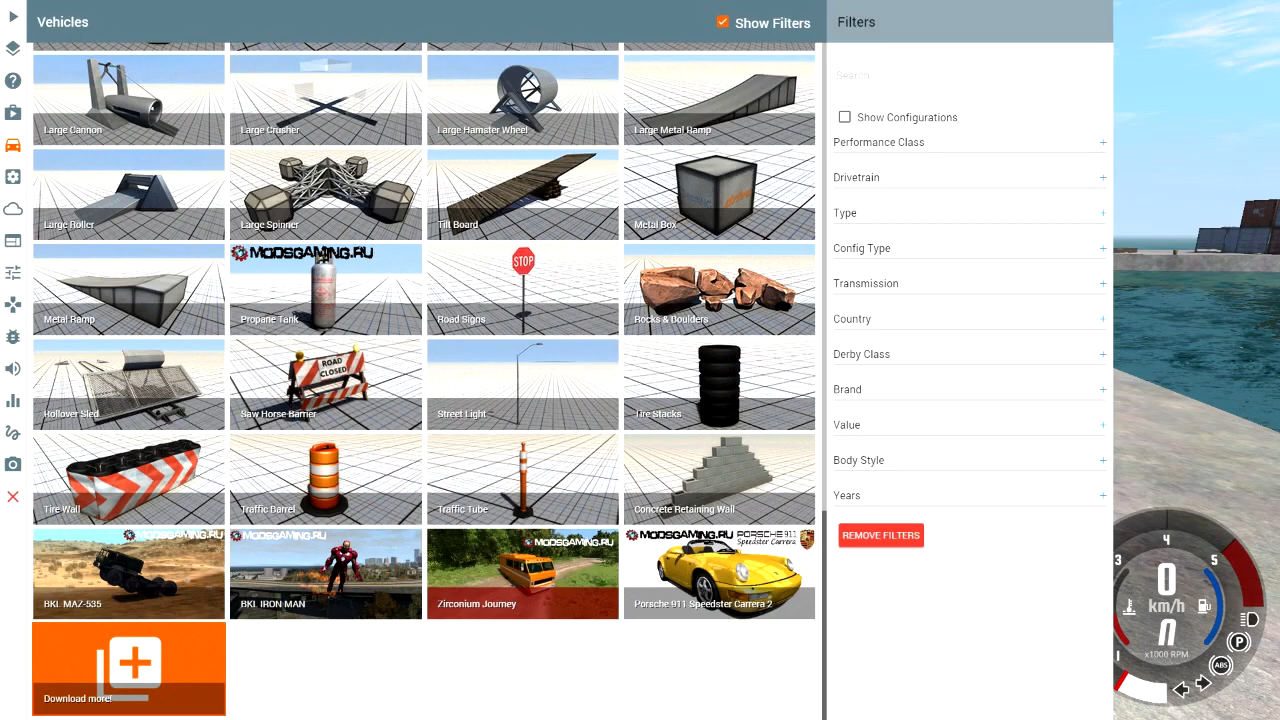 Vehicles
Show Filters
Filters
Large Cannon
Large Crusher
Large Hamster Wheel
Large Metal Ramp
Search
Show Configurations
Performance Class
Drivetrain
Type
Config Type
Transmission
Country
Derby Class
Brand
Value
Body Style
Years
REMOVE FILTERS
Large Roller
Large Spinner
Tilt Board
Metal Box
MODSGAMING.RU
STOP
Metal Ramp
Propane Tank
Road Signs
Rocks & Boulders
ROAD
CLOSED
Rollover Sled
Saw Horse Barrier
Street Light
Tire Stacks
Tire Wall
Traffic Barrel
Traffic Tube
Concrete Retaining Wall
MODSGAMING.RU
MODSGAMING.RU
MODSGAMING.RU
MODSGAMING.RU
PORSCHE 911
Speedster Carrera
BKL MAZ-535
BKL IRON MAN
Zirconium Journey
Porsche 911 Speedster Carrera 2
Download more!
3
4
5
0
km/h
n
x1000 RPM
1
P
ABS